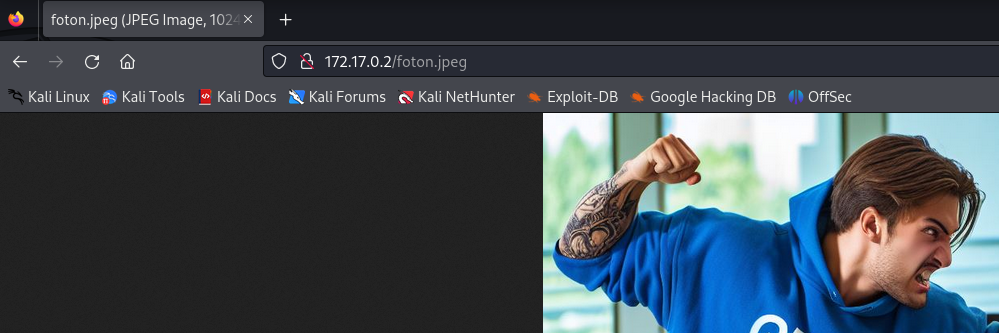 foton.jpeg (JPEG Image, 1024
172.17.0.2/foton.jpeg
Kali Linux Kali Tools Kali Docs Kali Forums Kali NetHunter Exploit-DB Google Hacking DB OffSec